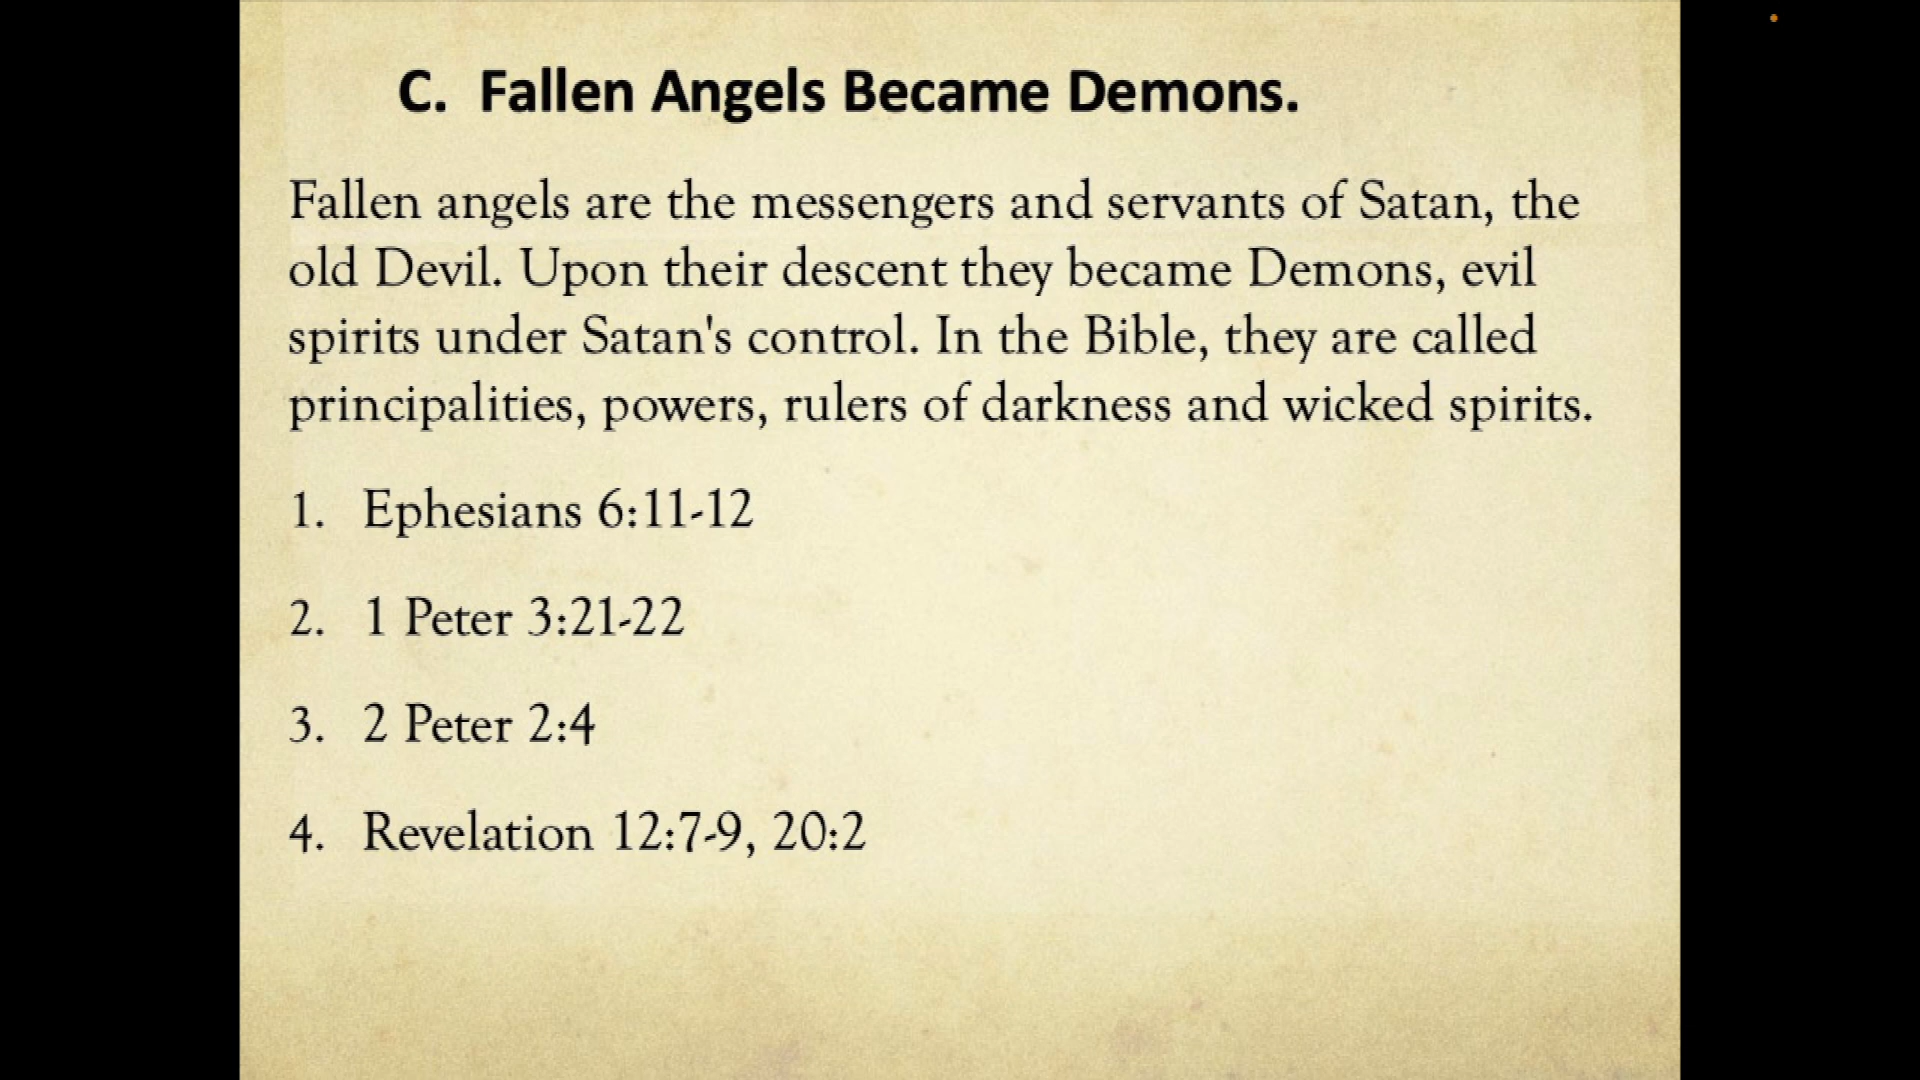 C. Fallen Angels Became Demons.
Fallen angels are the messengers and servants of Satan, the
old Devil. Upon their descent they became Demons, evil
spirits under Satan's control. In the Bible, they are called
principalities, powers, rulers of darkness and wicked spirits.
1. Ephesians 6:11-12
2. 1 Peter 3:21-22
3. 2 Peter 2:4
4. Revelation 12:7-9, 20:2